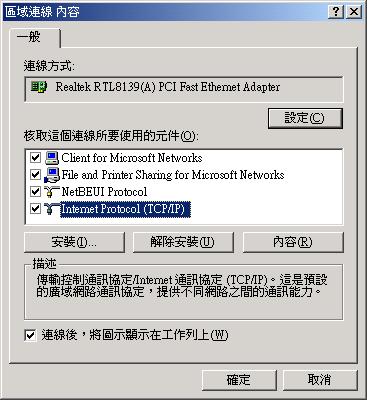 區域連線 內容
一般
連線方式:
Realtek RTL8139(A) PCI Fast Ethernet Adapter
設定(C)
核取這個連線所要使用的元件(O):
Client for Microsoft Networks
File and Printer Sharing for Microsoft Networks
NetBEUI Protocol
Internet Protocol (TCP/IP)
安裝(I)...
解除安裝(U)
內容(R)
描述
傳輸控制通訊協定/Internet 通訊協定 (TCP/IP)。這是預設
的廣域網路通訊協定，提供不同網路之間的通訊能力。
連線後，將圖示顯示在工作列上(W)
確定
取消